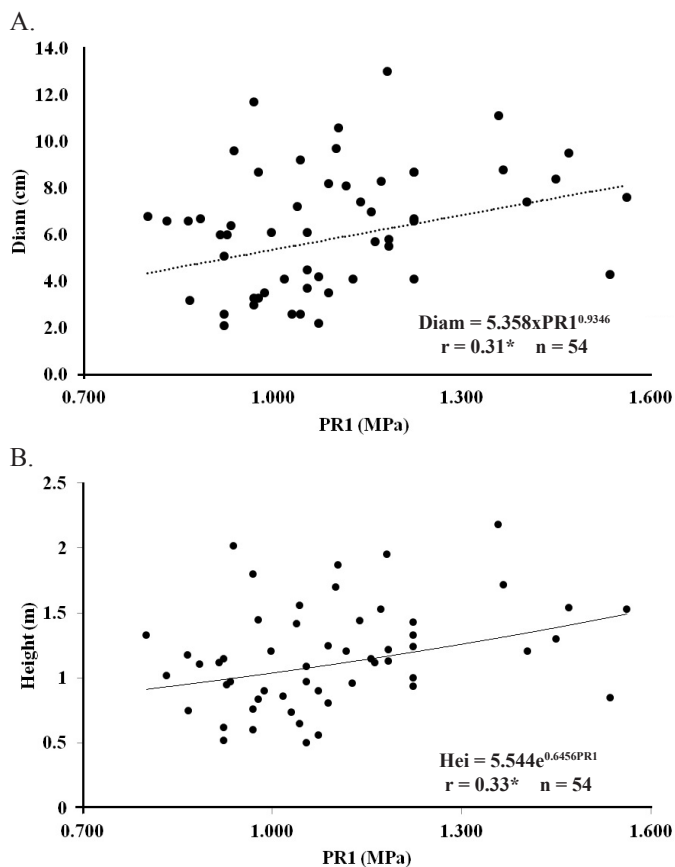 A.
14.0
12.0
10.0
8.0
6.0
4.0
2.0
0.0
Diam (cm)
Diam = 5.358xPR1^0.9346
r = 0.31* n = 54
0.700 1.000 1.300 1.600
PR1 (MPa)
B.
2.5
2
1.5
1
0.5
0
Height (m)
Hei = 5.544e^0.6456PR1
r = 0.33* n = 54
0.700 1.000 1.300 1.600
PR1 (MPa)